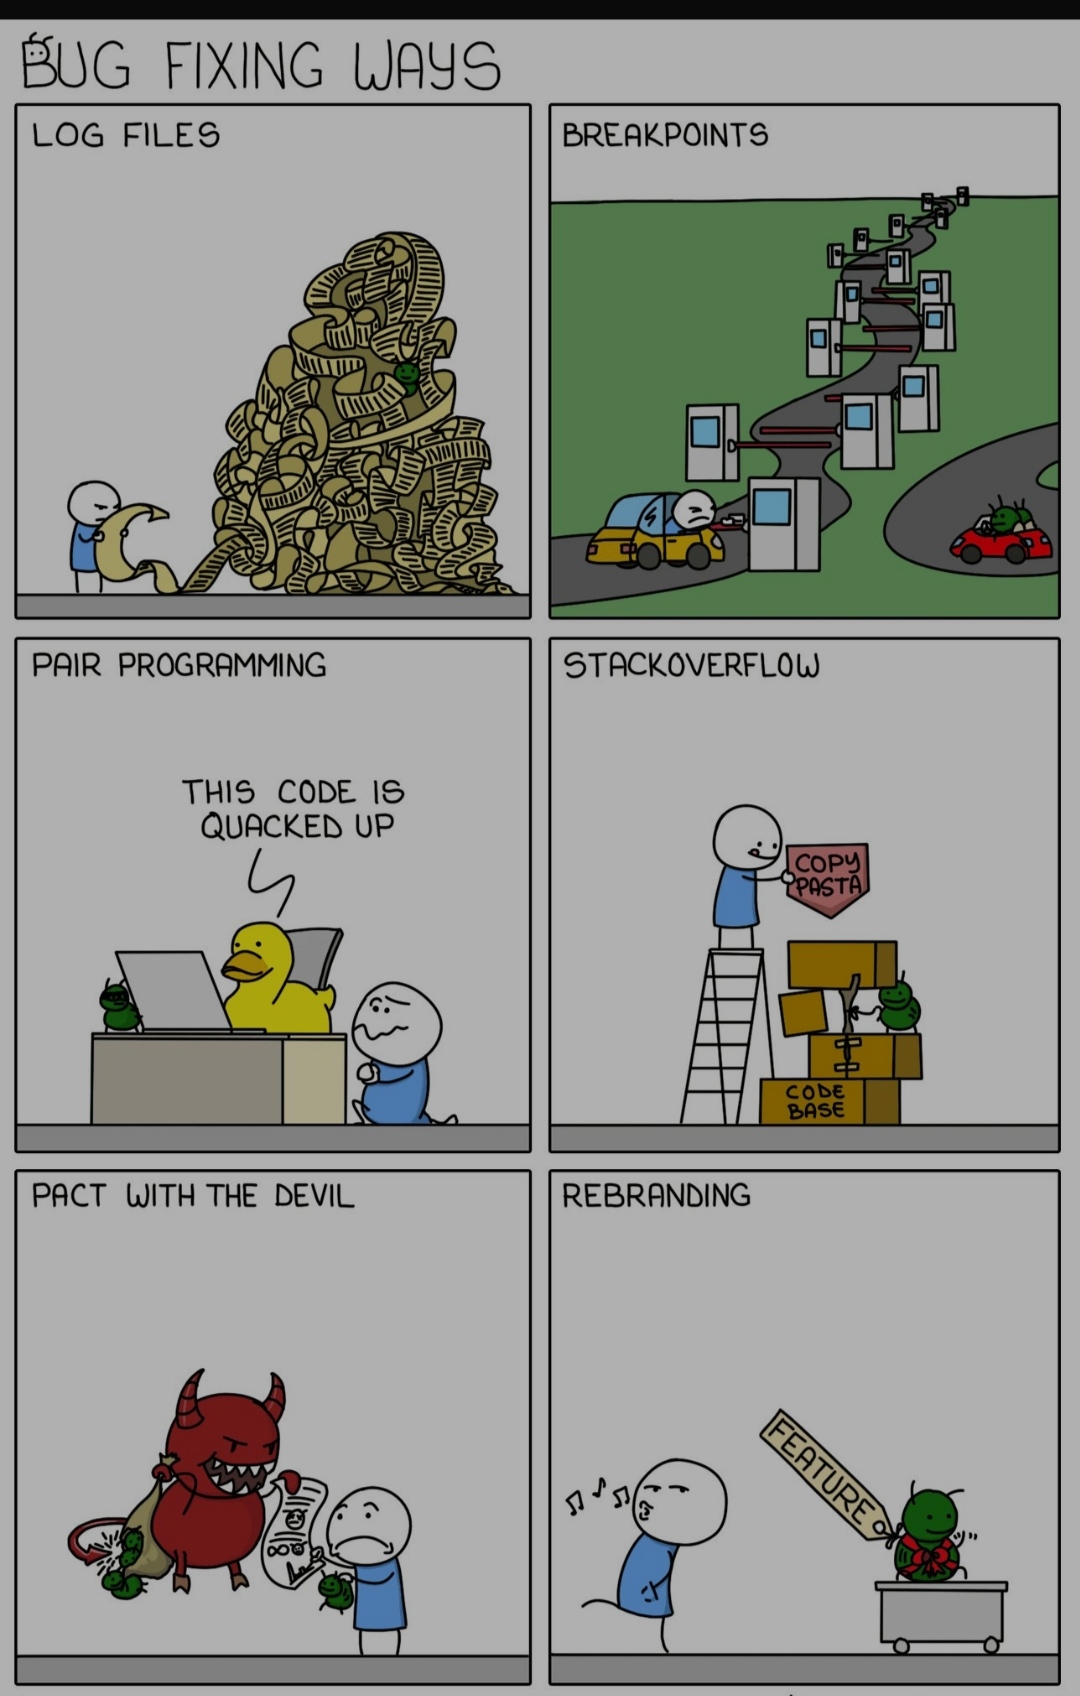 BUG FIXING WAYS
LOG FILES
BREAKPOINTS
PAIR PROGRAMMING
THIS CODE IS
QUACKED UP
STACKOVERFLOW
COPY
PASTA
CODE
BASE
PACT WITH THE DEVIL
REBRANDING
FEATURE